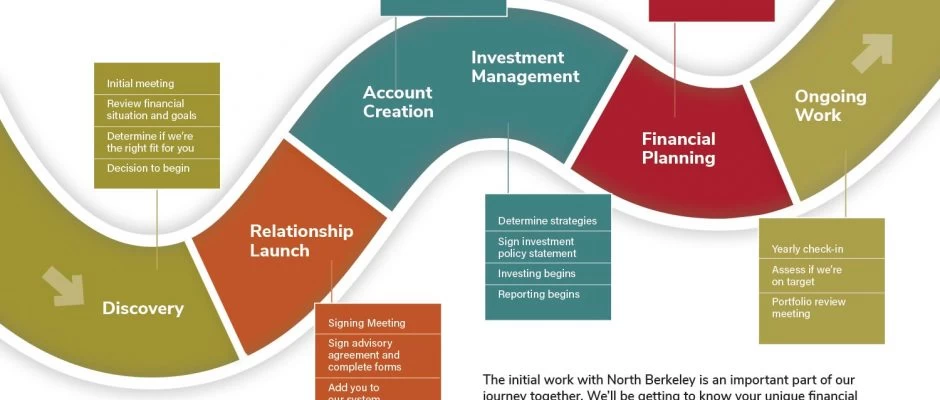 Initial meeting
Review financial
situation and goals
Determine if we're
the right fit for you
Decision to begin
Discovery
Relationship
Launch
Signing Meeting
Sign advisory
agreement and
complete forms
Add you to
our system
Account
Creation
Investment
Management
Determine strategies
Sign investment
policy statement
Investing begins
Reporting begins
Financial
Planning
Ongoing
Work
Yearly check-in
Assess if we're
on target
Portfolio review
meeting
The initial work with North Berkeley is an important part of our
journey together. We'll be getting to know your unique financial